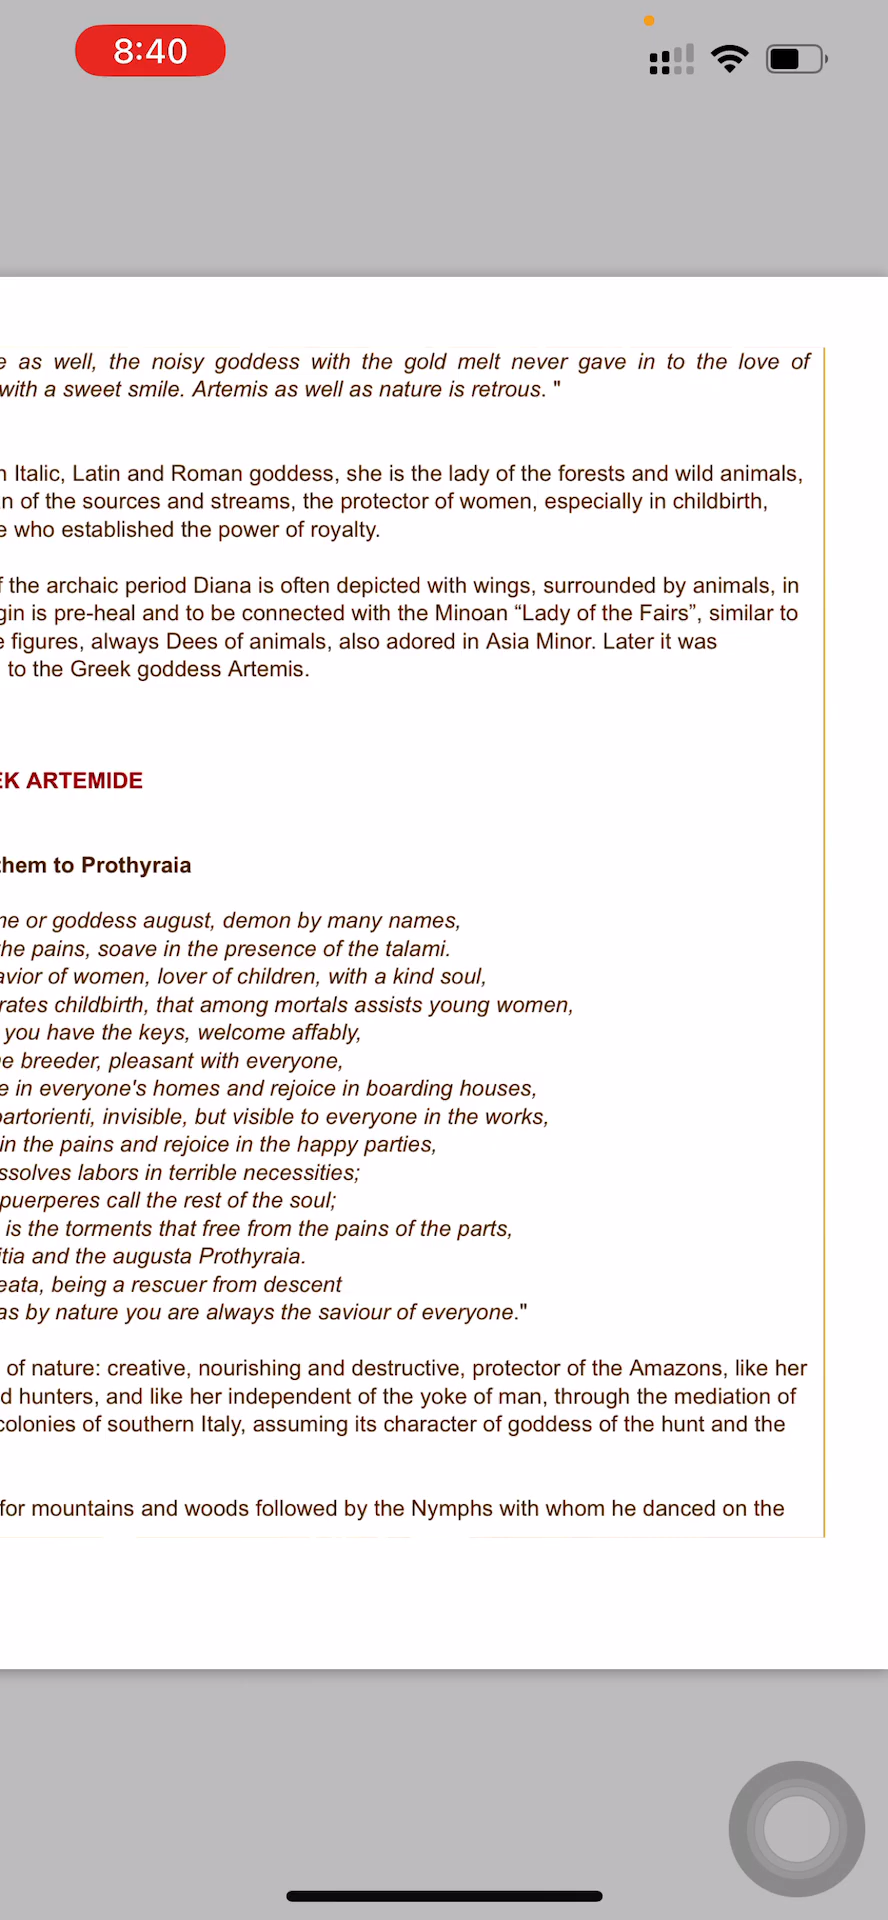 8:40
e as well, the noisy goddess with the gold melt never gave in to the love of
with a sweet smile. Artemis as well as nature is retrous. "
n Italic, Latin and Roman goddess, she is the lady of the forests and wild animals,
n of the sources and streams, the protector of women, especially in childbirth,
e who established the power of royalty.
f the archaic period Diana is often depicted with wings, surrounded by animals, in
gin is pre-heal and to be connected with the Minoan “Lady of the Fairs”, similar to
e figures, always Dees of animals, also adored in Asia Minor. Later it was
to the Greek goddess Artemis.
EK ARTEMIDE
hem to Prothyraia
ne or goddess august, demon by many names,
he pains, soave in the presence of the talami.
avior of women, lover of children, with a kind soul,
rates childbirth, that among mortals assists young women,
you have the keys, welcome affably,
e breeder, pleasant with everyone,
e in everyone's homes and rejoice in boarding houses,
partorienti, invisible, but visible to everyone in the works,
in the pains and rejoice in the happy parties,
ssolves labors in terrible necessities;
puerperes call the rest of the soul;
is the torments that free from the pains of the parts,
itia and the augusta Prothyraia.
eata, being a rescuer from descent
as by nature you are always the saviour of everyone."
of nature: creative, nourishing and destructive, protector of the Amazons, like her
d hunters, and like her independent of the yoke of man, through the mediation of
colonies of southern Italy, assuming its character of goddess of the hunt and the
for mountains and woods followed by the Nymphs with whom he danced on the